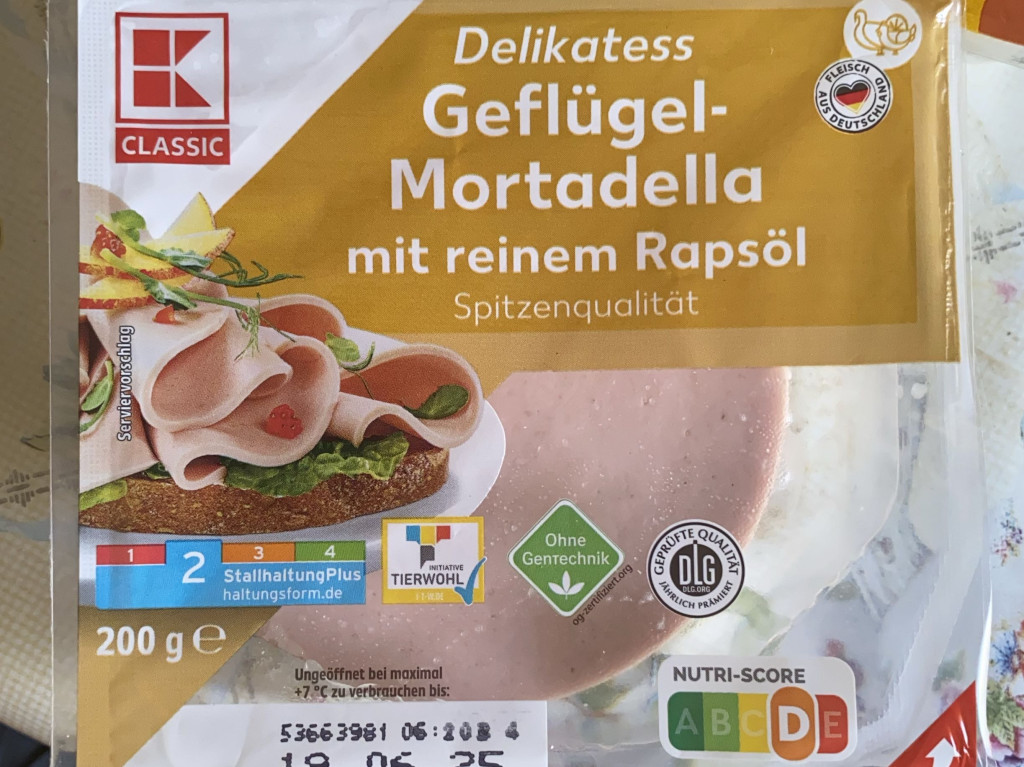 K
CLASSIC
Delikatess
Geflügel-
Mortadella
mit reinem Rapsöl
Spitzenqualität
FLEISCH
AUS DEUTSCHLAND
Serviervorschlag
1 2 3 4
StallhaltungPlus
haltungsform.de
INITIATIVE
TIERWOHL
Ohne
GenTechnik
og-zertifiziert.org
GEPRÜFTE QUALITÄT
DLG
DLG.ORG
JÄHRLICH PRÄMIERT
200 g e
Ungeöffnet bei maximal
+7 °C zu verbrauchen bis:
53663981
NUTRI-SCORE
A B C D E